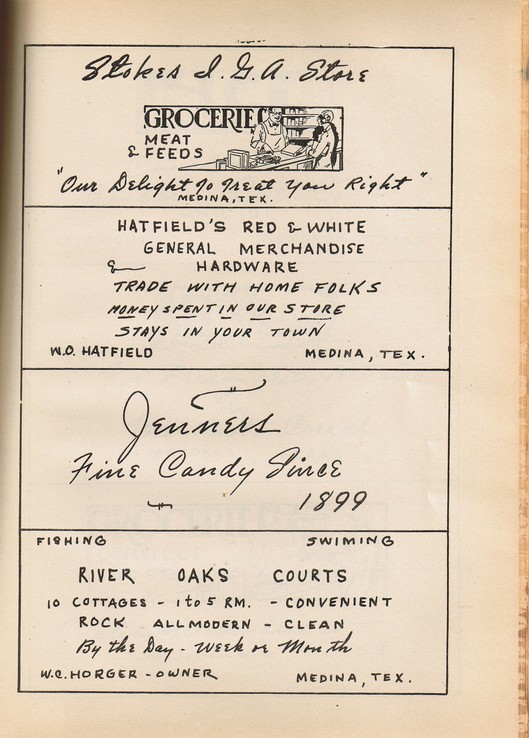 Stokes I.G.A. Store
GROCERIES
MEAT
& FEEDS
"Our Delight To Treat You Right"
MEDINA, TEX.
HATFIELD'S RED & WHITE
GENERAL MERCHANDISE
& HARDWARE
TRADE WITH HOME FOLKS
MONEY SPENT IN OUR STORE
STAYS IN YOUR TOWN
W.O. HATFIELD MEDINA, TEX.
Jenners
Fine Candy Since
1899
FISHING SWIMING
RIVER OAKS COURTS
10 COTTAGES - 1 to 5 RM. - CONVENIENT
ROCK ALLMODERN - CLEAN
By the Day - Week or Month
W.C. HORGER - OWNER MEDINA, TEX.